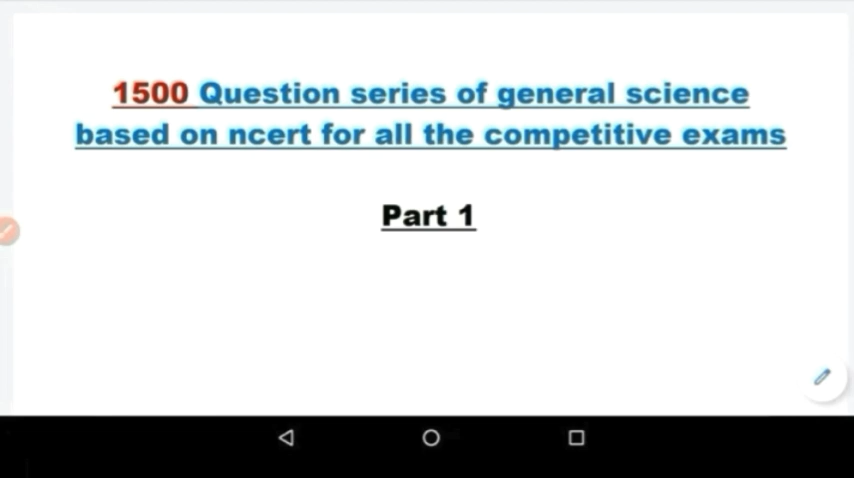 1500 Question series of general science
based on ncert for all the competitive exams
Part 1